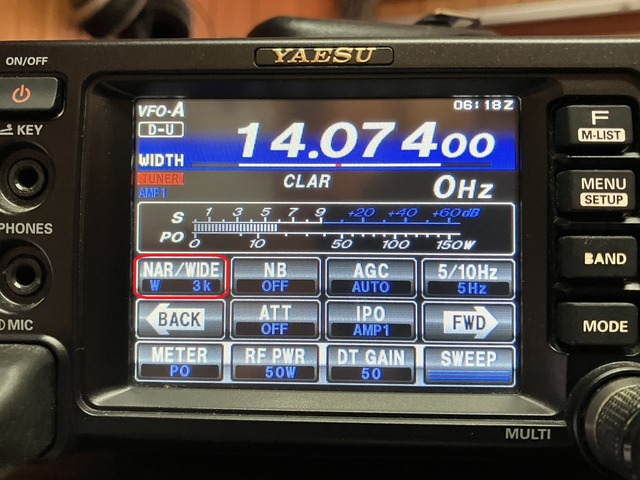 YAESU
ON/OFF
KEY
PHONES
MIC
VFO-A 06:18Z
D-U
14.074.00
WIDTH
TUNER
AMP1
CLAR 0Hz
S 1 3 5 7 9 +20 +40 +60dB
PO 0 10 50 100 150W
NAR/WIDE NB AGC 5/10Hz
W 3k OFF AUTO 5Hz
BACK ATT IPO FWD
OFF AMP1
METER RF PWR DT GAIN SWEEP
PO 50W 50
F
M-LIST
MENU
SETUP
BAND
MODE
MULTI